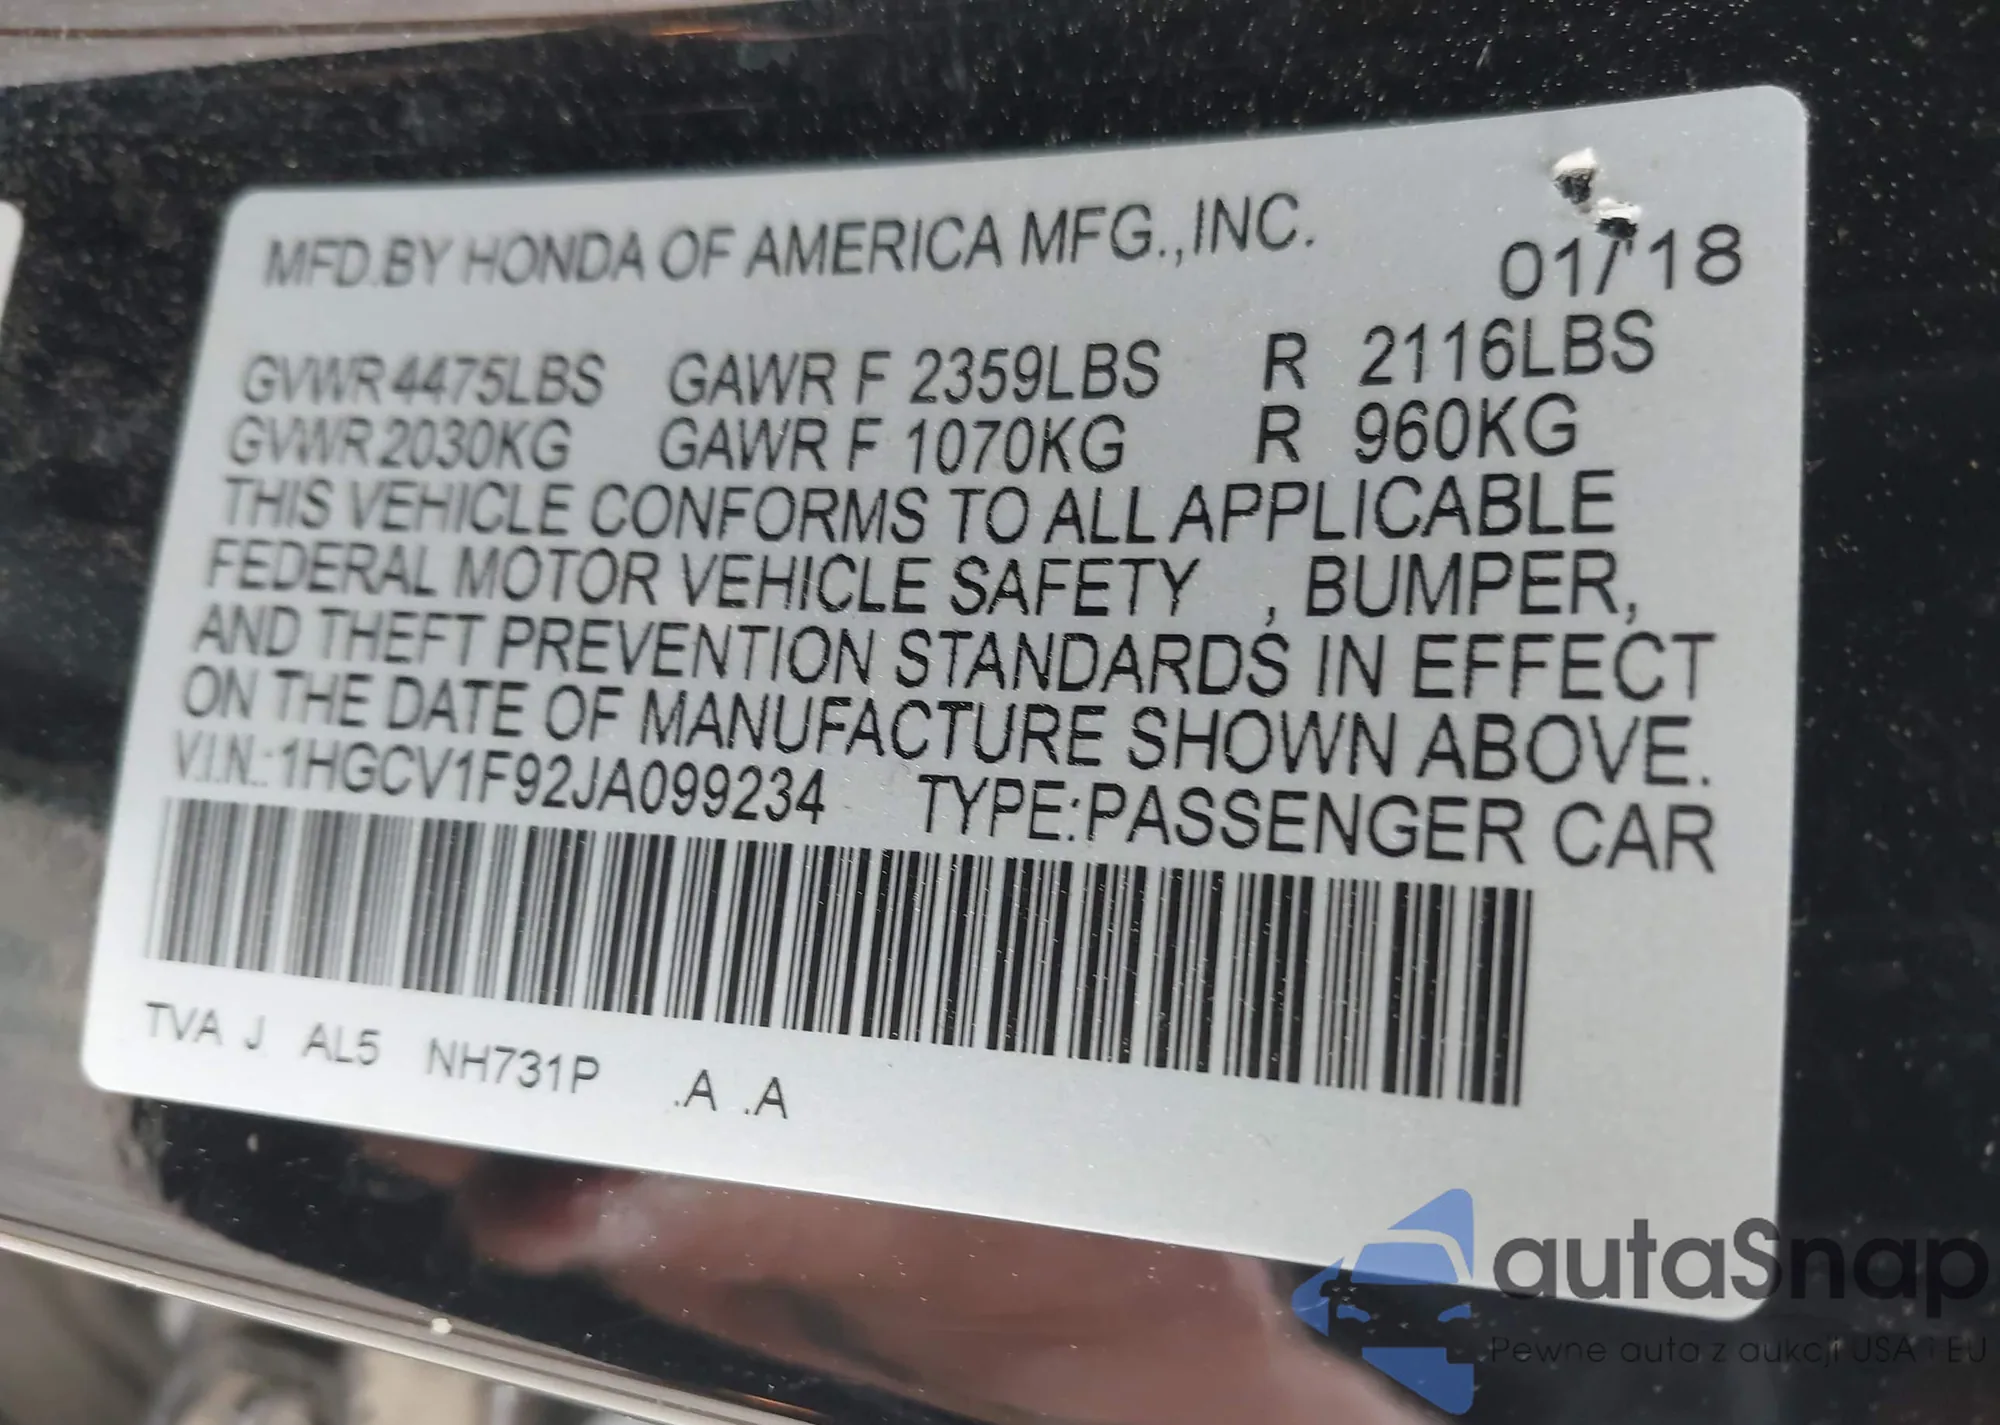 MFD.BY HONDA OF AMERICA MFG.,INC.
01/'18
GVWR 4475LBS GAWR F 2359LBS R 2116LBS
GVWR 2030KG GAWR F 1070KG R 960KG
THIS VEHICLE CONFORMS TO ALL APPLICABLE
FEDERAL MOTOR VEHICLE SAFETY , BUMPER,
AND THEFT PREVENTION STANDARDS IN EFFECT
ON THE DATE OF MANUFACTURE SHOWN ABOVE.
V.I.N.:1HGCV1F92JA099234 TYPE:PASSENGER CAR
TVA J AL5 NH731P .A .A
autaSnap
Pewne auta z aukcji USA i EU